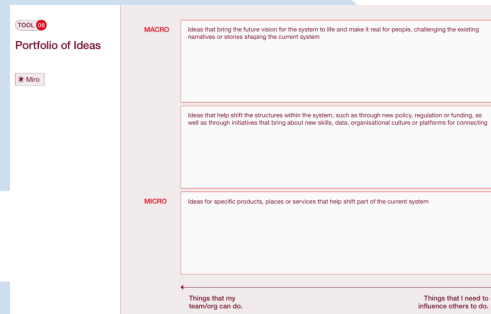 TOOL 08
Portfolio of Ideas
Miro
MACRO
Ideas that bring the future vision for the system to life and make it real for people, challenging the existing
narratives or stories shaping the current system
Ideas that help shift the structures within the system, such as through new policy, regulation or funding, as
well as through initiatives that bring about new skills, data, organisational culture or platforms for connecting
MICRO
Ideas for specific products, places or services that help shift part of the current system
Things that my
team/org can do.
Things that I need to
influence others to do.